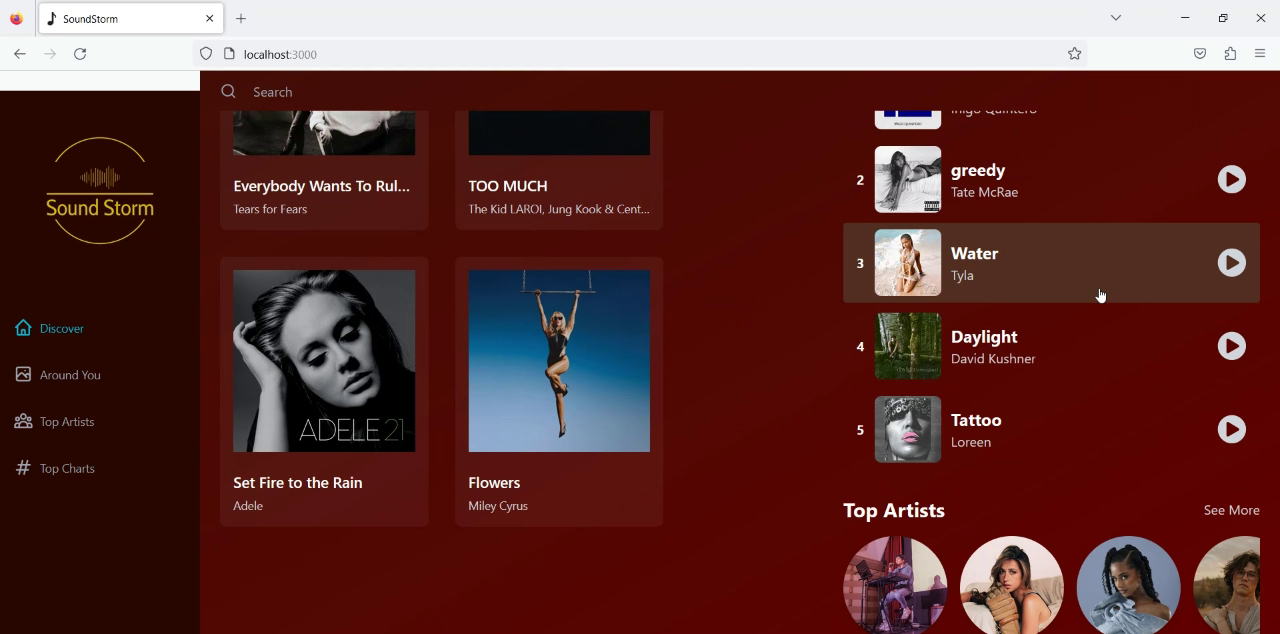 SoundStorm
localhost:3000
Search
Sound Storm
Discover
Around You
Top Artists
Top Charts
Everybody Wants To Rul...
Tears for Fears
TOO MUCH
The Kid LAROI, Jung Kook & Cent...
ADELE 21
Set Fire to the Rain
Adele
Flowers
Miley Cyrus
Iñigo Quintero
2
greedy
Tate McRae
3
Water
Tyla
4
Daylight
David Kushner
5
Tattoo
Loreen
Top Artists
See More